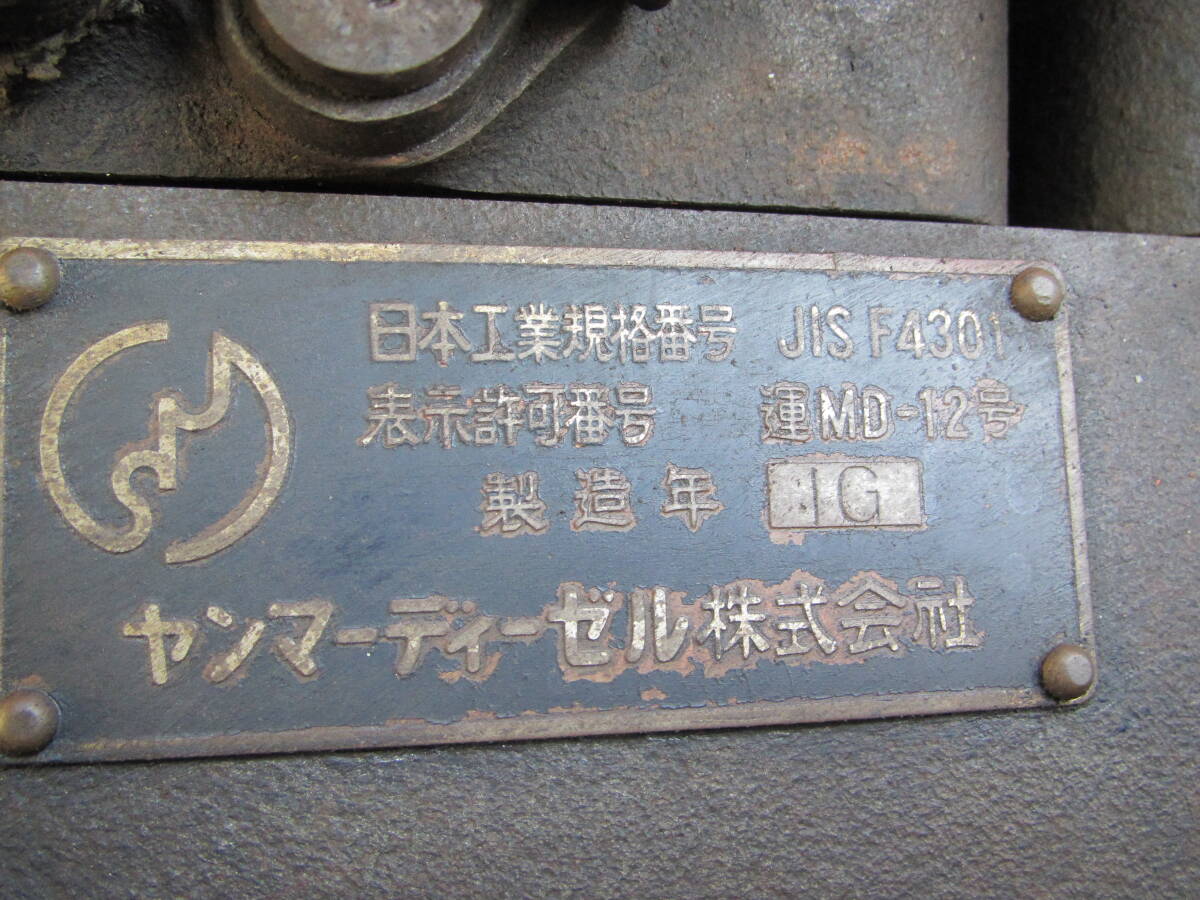 日本工業規格番号 JIS F4301
表示許可番号 運MD-12号
製造年 1G
ヤンマーディーゼル株式会社